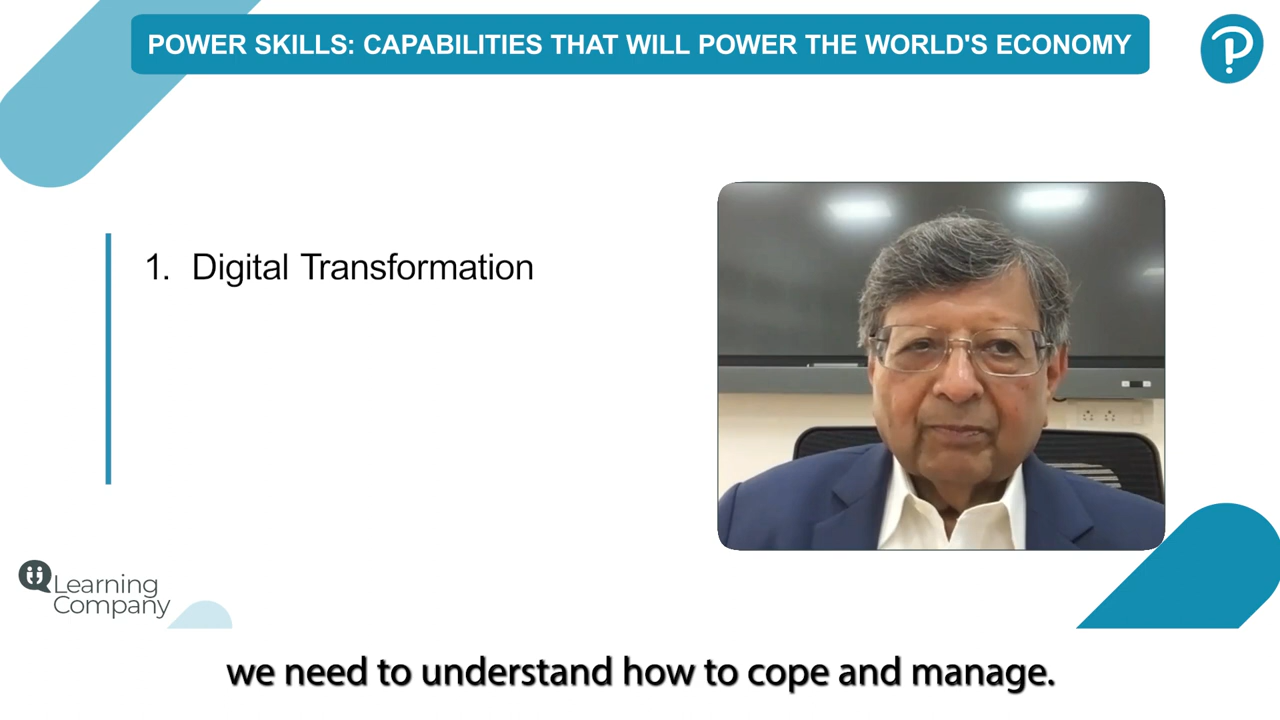 POWER SKILLS: CAPABILITIES THAT WILL POWER THE WORLD'S ECONOMY
1. Digital Transformation
Learning
Company
we need to understand how to cope and manage.